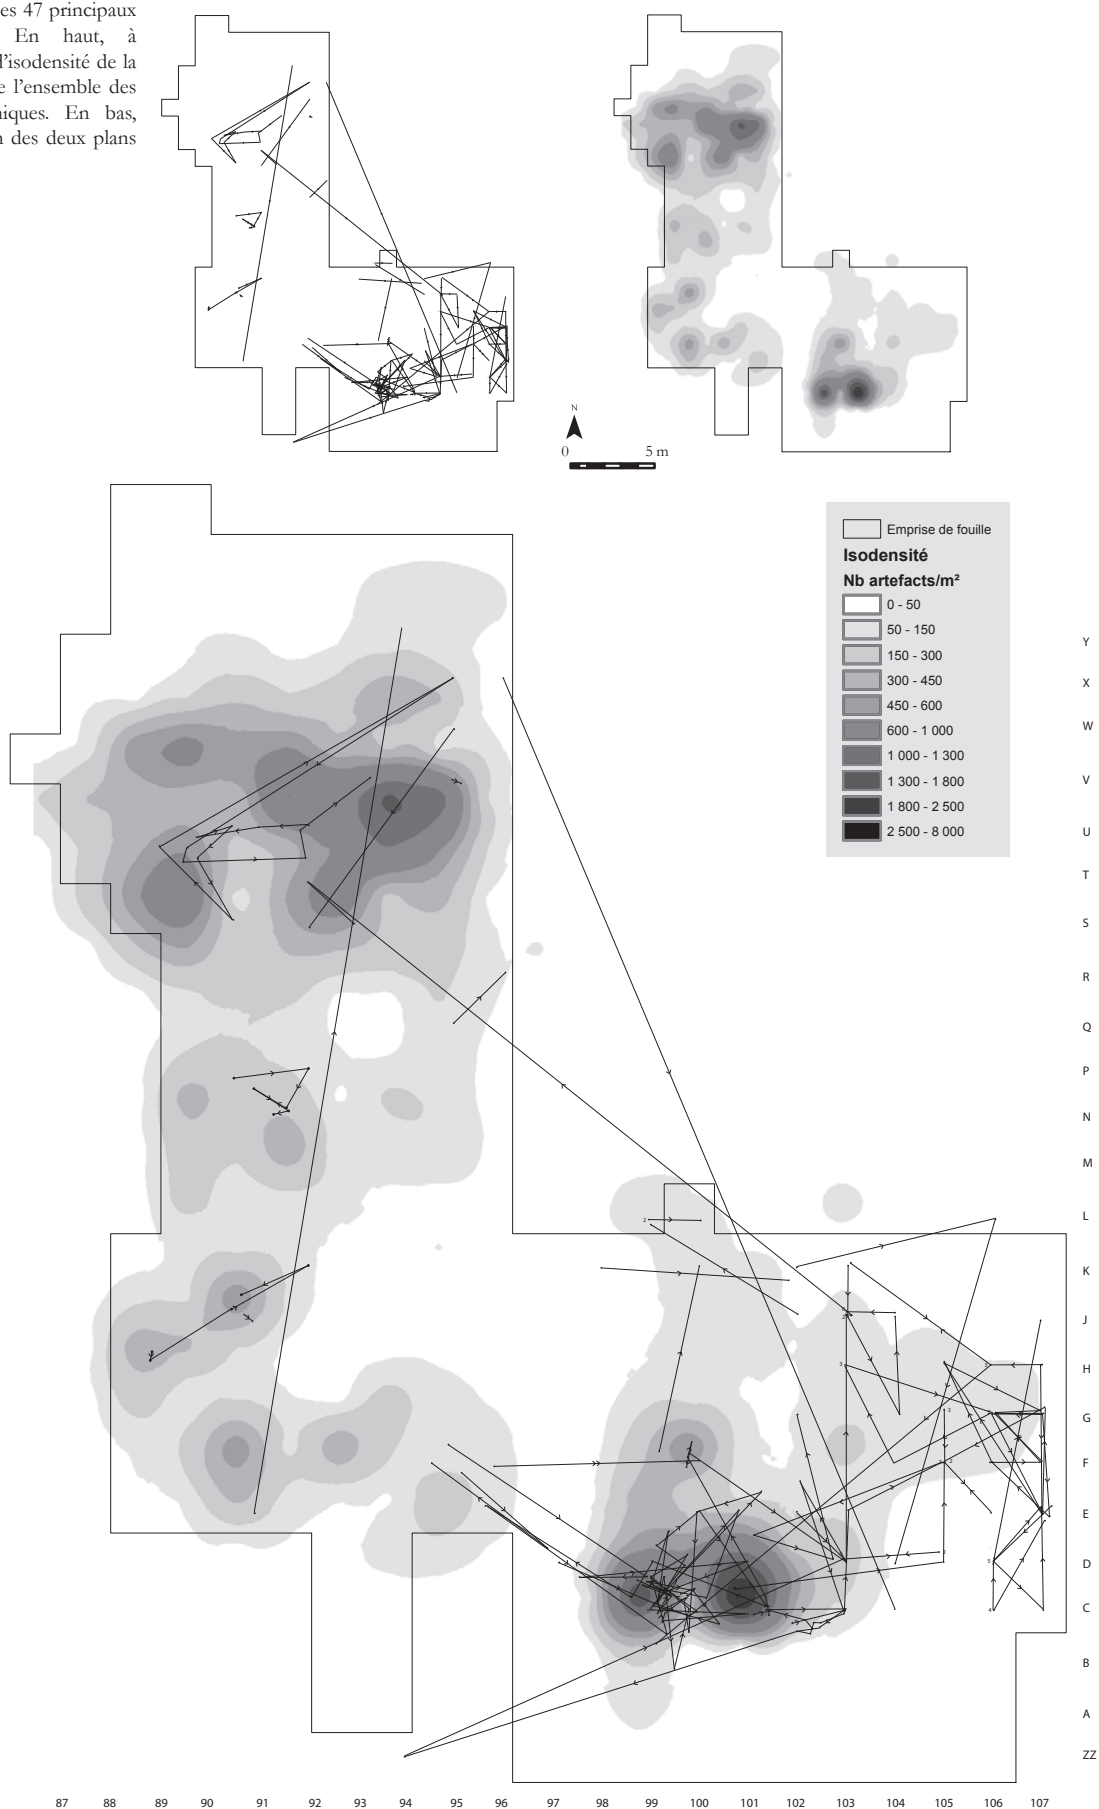 es 47 principaux
En haut, à
l'isodensité de la
e l'ensemble des
niques. En bas,
n des deux plans
N
0 5 m
Emprise de fouille
Isodensité
Nb artefacts/m²
0 - 50
50 - 150
150 - 300
300 - 450
450 - 600
600 - 1 000
1 000 - 1 300
1 300 - 1 800
1 800 - 2 500
2 500 - 8 000
Y
X
W
V
U
T
S
R
Q
P
N
M
L
K
J
H
G
F
E
D
C
B
A
ZZ
87 88 89 90 91 92 93 94 95 96 97 98 99 100 101 102 103 104 105 106 107